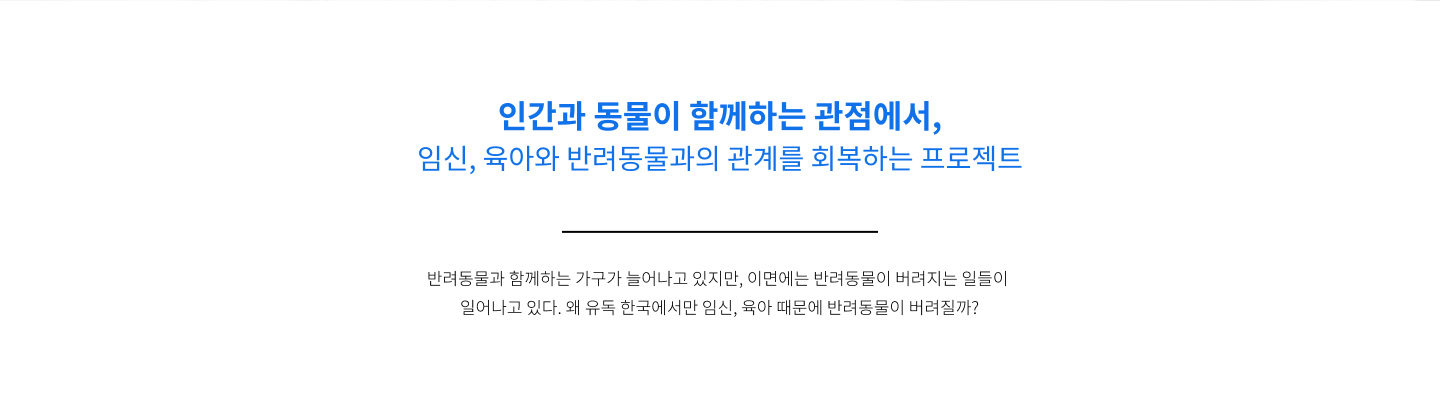 인간과 동물이 함께하는 관점에서,
임신, 육아와 반려동물과의 관계를 회복하는 프로젝트
반려동물과 함께하는 가구가 늘어나고 있지만, 이면에는 반려동물이 버려지는 일들이
일어나고 있다. 왜 유독 한국에서만 임신, 육아 때문에 반려동물이 버려질까?